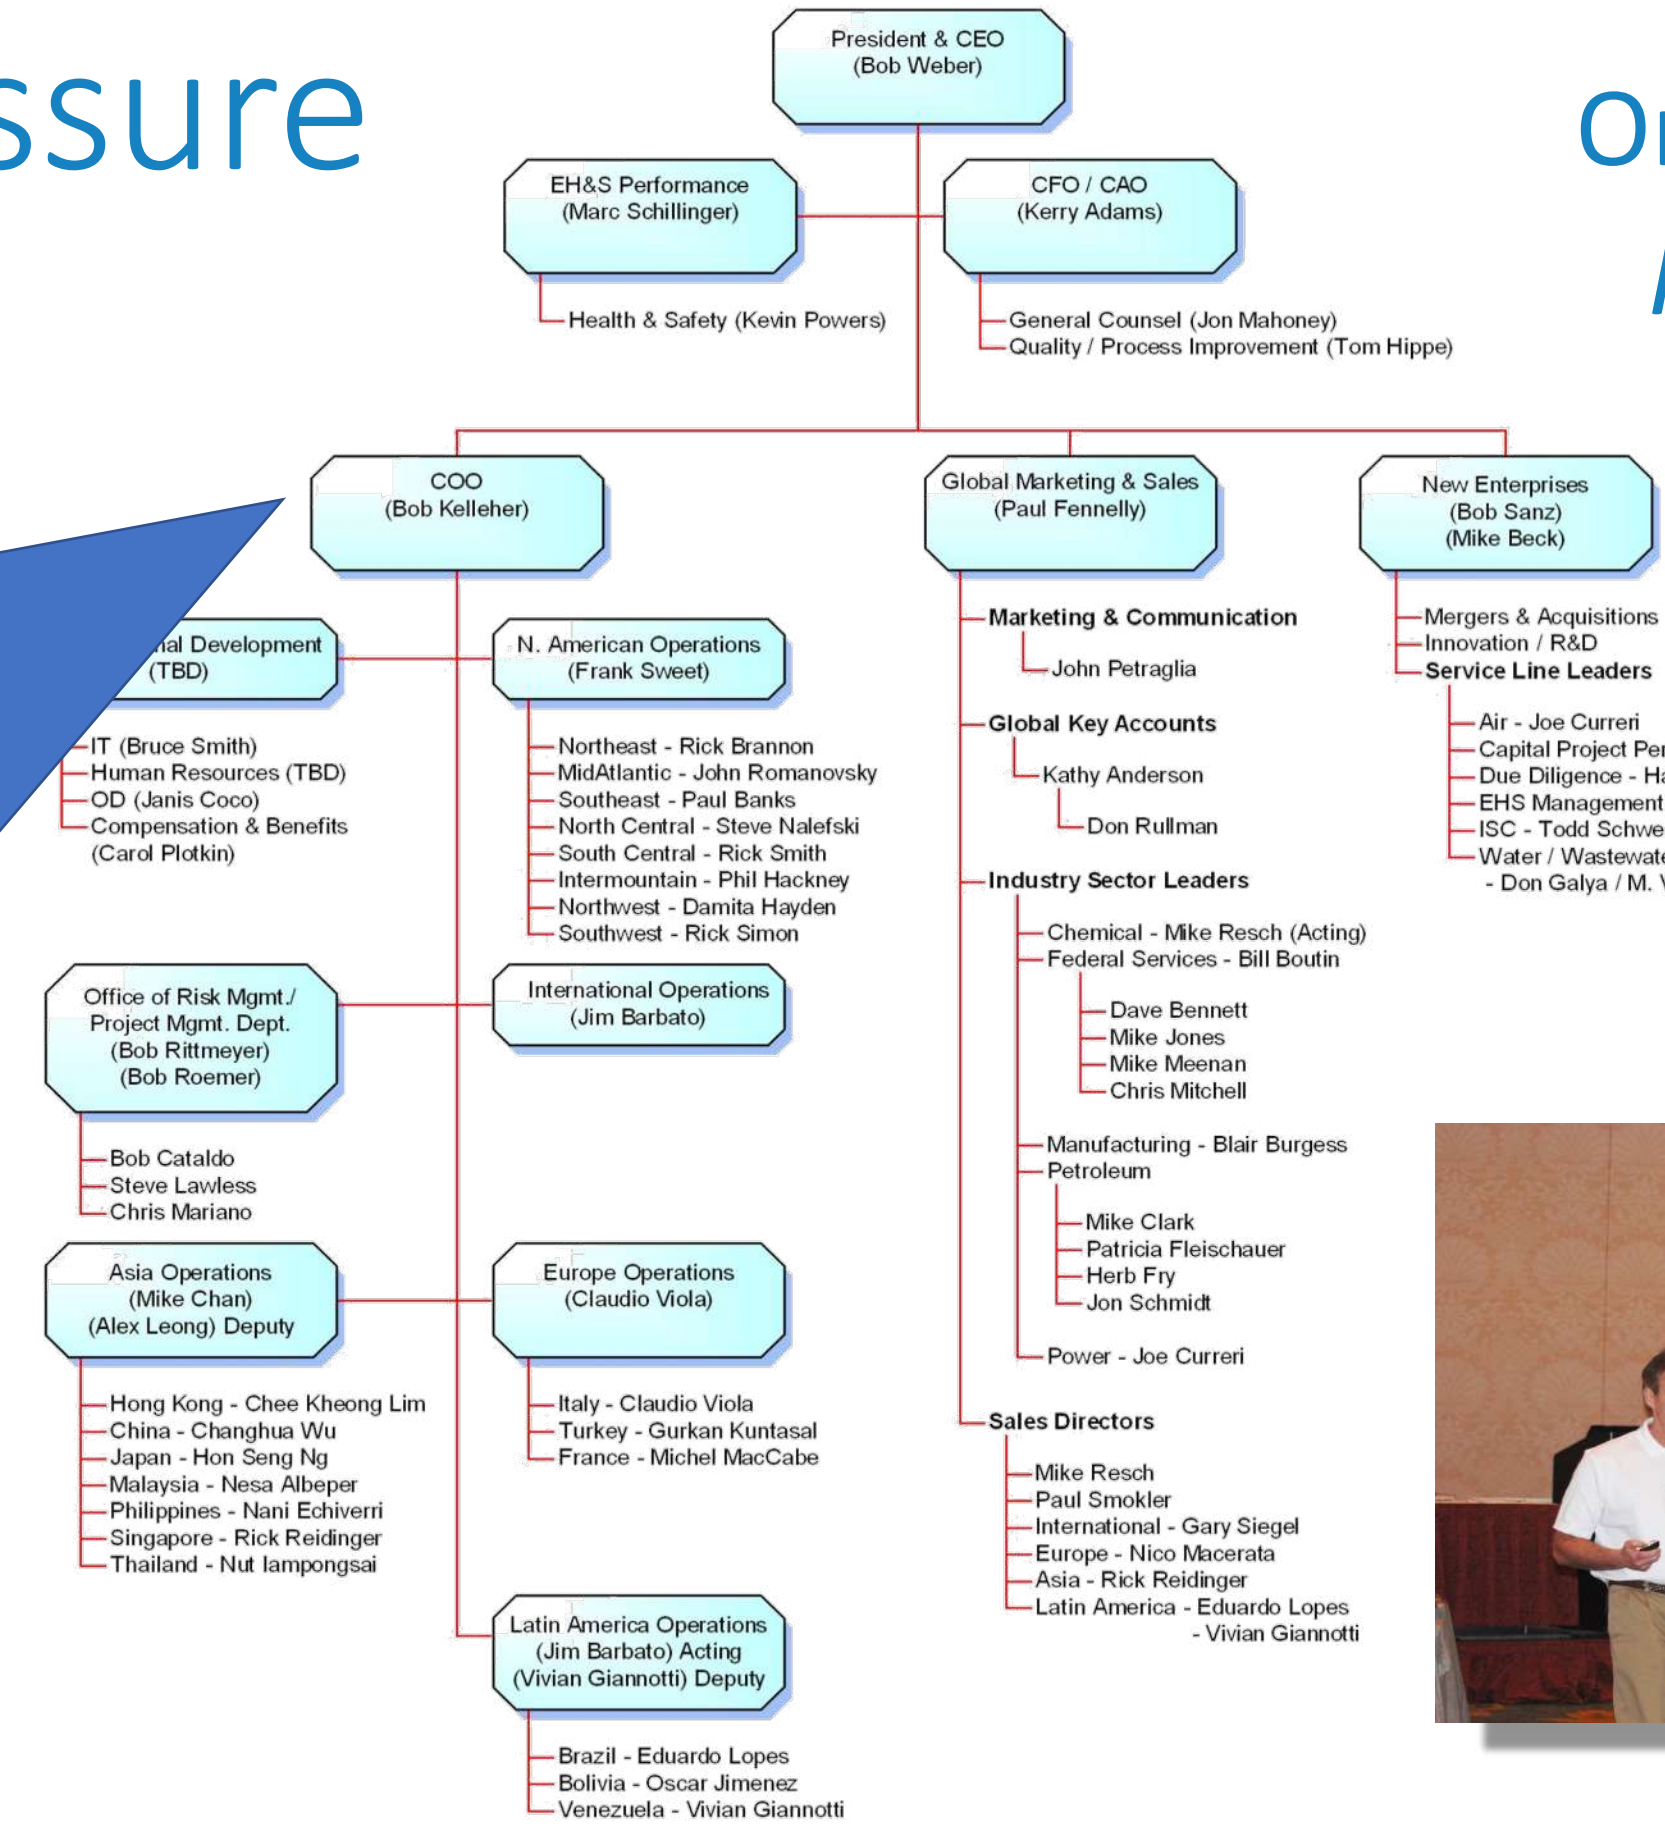 President & CEO
(Bob Weber)
EH&S Performance
(Marc Schillinger)
CFO / CAO
(Kerry Adams)
Health & Safety (Kevin Powers)
General Counsel (Jon Mahoney)
Quality / Process Improvement (Tom Hippe)
COO
(Bob Kelleher)
Global Marketing & Sales
(Paul Fennelly)
New Enterprises
(Bob Sanz)
(Mike Beck)
Development
(TBD)
IT (Bruce Smith)
Human Resources (TBD)
OD (Janis Coco)
Compensation & Benefits
(Carol Plotkin)
N. American Operations
(Frank Sweet)
Northeast - Rick Brannon
MidAtlantic - John Romanovsky
Southeast - Paul Banks
North Central - Steve Nalefski
South Central - Rick Smith
Intermountain - Phil Hackney
Northwest - Damita Hayden
Southwest - Rick Simon
Office of Risk Mgmt./
Project Mgmt. Dept.
(Bob Rittmeyer)
(Bob Roemer)
Bob Cataldo
Steve Lawless
Chris Mariano
International Operations
(Jim Barbato)
Asia Operations
(Mike Chan)
(Alex Leong) Deputy
Hong Kong - Chee Kheong Lim
China - Changhua Wu
Japan - Hon Seng Ng
Malaysia - Nesa Albeper
Philippines - Nani Echiverri
Singapore - Rick Reidinger
Thailand - Nut Iampongsai
Europe Operations
(Claudio Viola)
Italy - Claudio Viola
Turkey - Gurkan Kuntasal
France - Michel MacCabe
Latin America Operations
(Jim Barbato) Acting
(Vivian Giannotti) Deputy
Brazil - Eduardo Lopes
Bolivia - Oscar Jimenez
Venezuela - Vivian Giannotti
Marketing & Communication
John Petraglia
Global Key Accounts
Kathy Anderson
Don Rullman
Industry Sector Leaders
Chemical - Mike Resch (Acting)
Federal Services - Bill Boutin
Dave Bennett
Mike Jones
Mike Meenan
Chris Mitchell
Manufacturing - Blair Burgess
Petroleum
Mike Clark
Patricia Fleischauer
Herb Fry
Jon Schmidt
Power - Joe Curreri
Sales Directors
Mike Resch
Paul Smokler
International - Gary Siegel
Europe - Nico Macerata
Asia - Rick Reidinger
Latin America - Eduardo Lopes
- Vivian Giannotti
Mergers & Acquisitions
Innovation / R&D
Service Line Leaders
Air - Joe Curreri
Capital Project
Due Diligence -
EHS Management
ISC - Todd
Water /
- Don Galya / M.